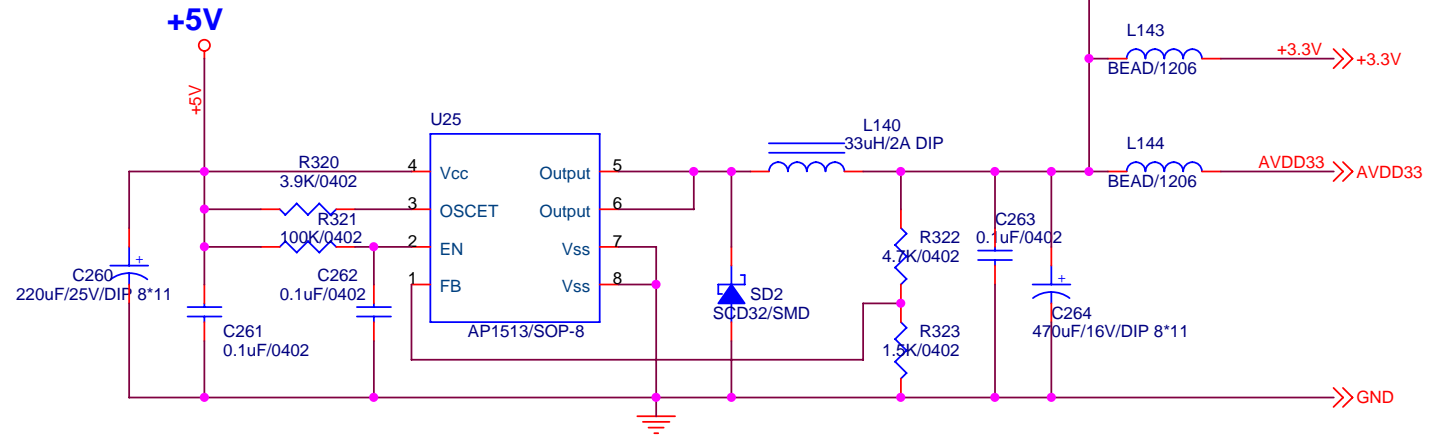 +5V
+5V
L143
BEAD/1206
+3.3V
+3.3V
L144
BEAD/1206
AVDD33
AVDD33
U25
L140
33uH/2A DIP
R320
3.9K/0402
R321
100K/0402
4
3
2
1
Vcc
OSCET
EN
FB
Output
Output
Vss
Vss
5
6
7
8
AP1513/SOP-8
C260
+
220uF/25V/DIP 8*11
C261
0.1uF/0402
C262
0.1uF/0402
SD2
SCD32/SMD
R322
4.7K/0402
R323
1.5K/0402
C263
0.1uF/0402
+
C264
470uF/16V/DIP 8*11
GND